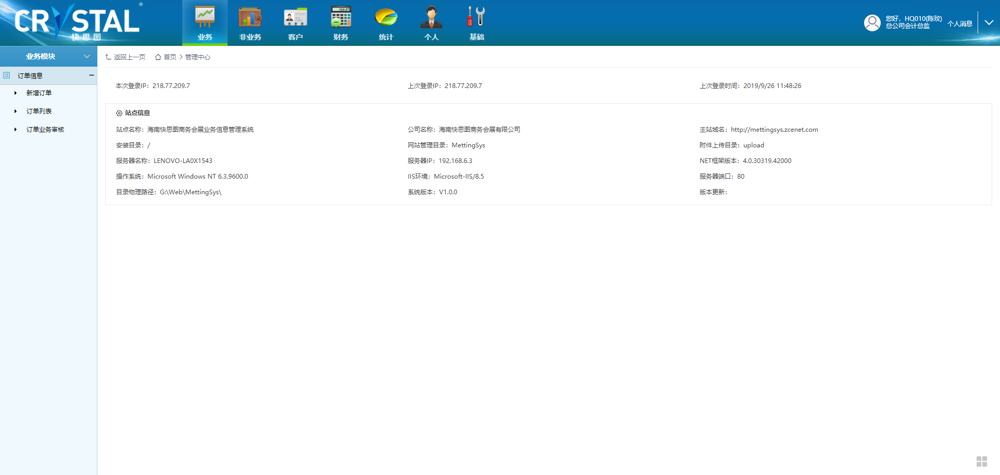 CRYSTAL®
快思图
业务
非业务
客户
财务
统计
个人
基础
您好，HQ010(陈玟)
总公司会计总监
个人消息
业务模块
订单信息
新增订单
订单列表
订单业务审核
返回上一页 首页 > 管理中心
本次登录IP：218.77.209.7
上次登录IP：218.77.209.7
上次登录时间：2019/9/26 11:48:26
站点信息
站点名称：海南快思图商务会展业务信息管理系统
公司名称：海南快思图商务会展有限公司
主站域名：http://mettingsys.zcenet.com
安装目录：/
网站管理目录：MettingSys
附件上传目录：upload
服务器名称：LENOVO-LA0X1543
服务器IP：192.168.6.3
NET框架版本：4.0.30319.42000
操作系统：Microsoft Windows NT 6.3.9600.0
IIS环境：Microsoft-IIS/8.5
服务器端口：80
目录物理路径：G:\Web\MettingSys\
系统版本：V1.0.0
版本更新：